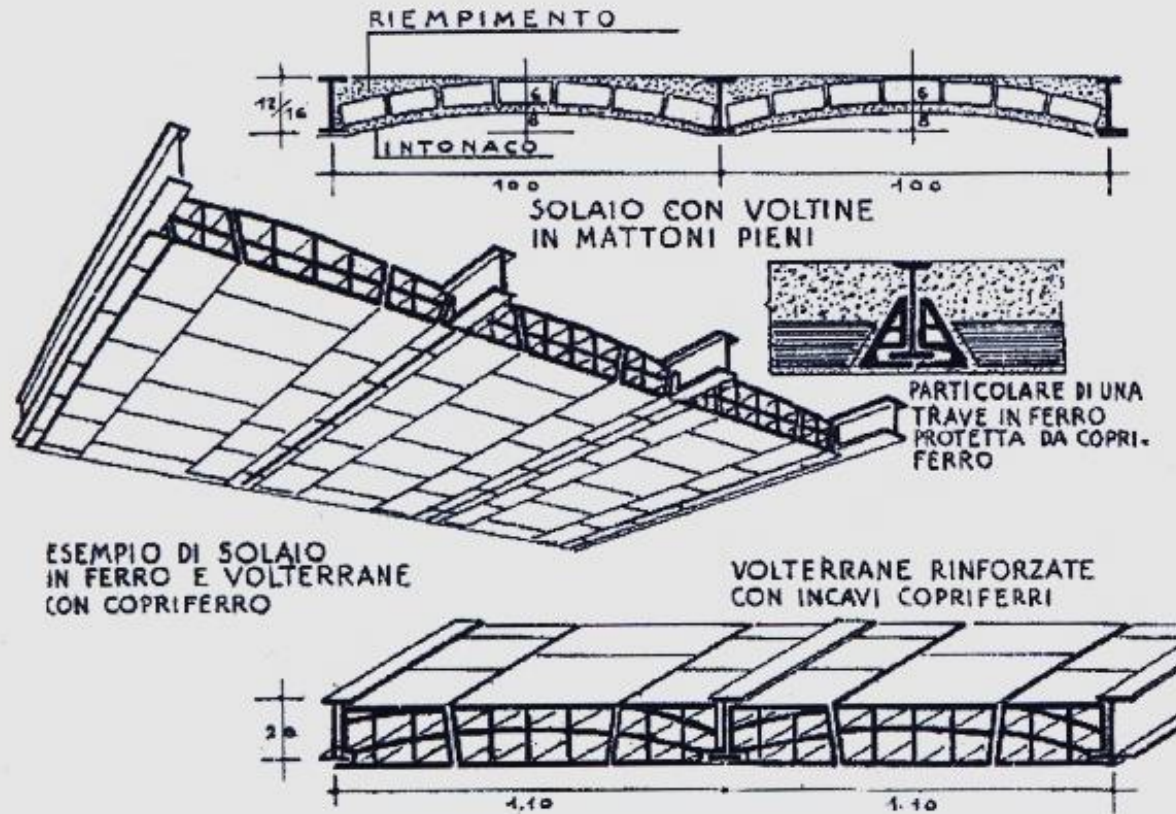 RIEMPIMENTO
12/16
6
8
6
8
INTONACO
100
100
SOLAIO CON VOLTINE
IN MATTONI PIENI
PARTICOLARE DI UNA
TRAVE IN FERRO
PROTETTA DA COPRI-
FERRO
ESEMPIO DI SOLAIO
IN FERRO E VOLTERRANE
CON COPRIFERRO
VOLTERRANE RINFORZATE
CON INCAVI COPRIFERRI
20
1.10
1.10